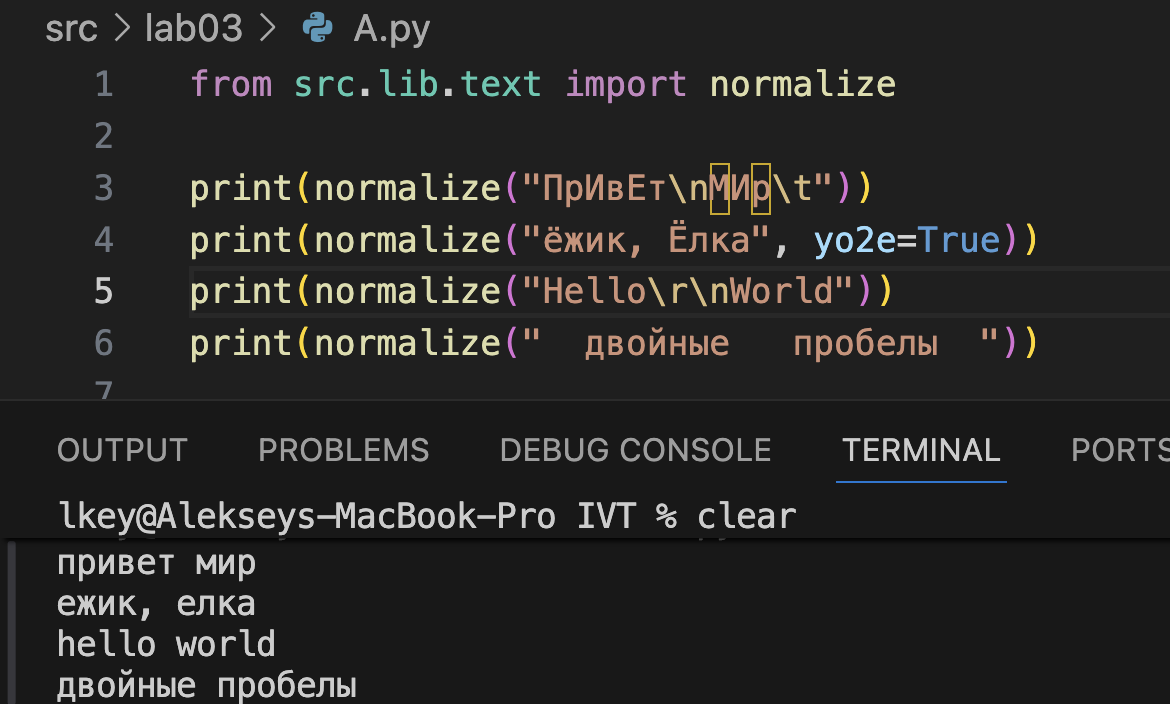 src > lab03 > A.py
1 from src.lib.text import normalize
2
3 print(normalize("ПрИвЕт\nМИр\t"))
4 print(normalize("ёжик, Ёлка", yo2e=True))
5 print(normalize("Hello\r\nWorld"))
6 print(normalize("  двойные   пробелы  "))
7
OUTPUT PROBLEMS DEBUG CONSOLE TERMINAL PORTS
lkey@Alekseys-MacBook-Pro IVT % clear
привет мир
ежик, елка
hello world
двойные пробелы